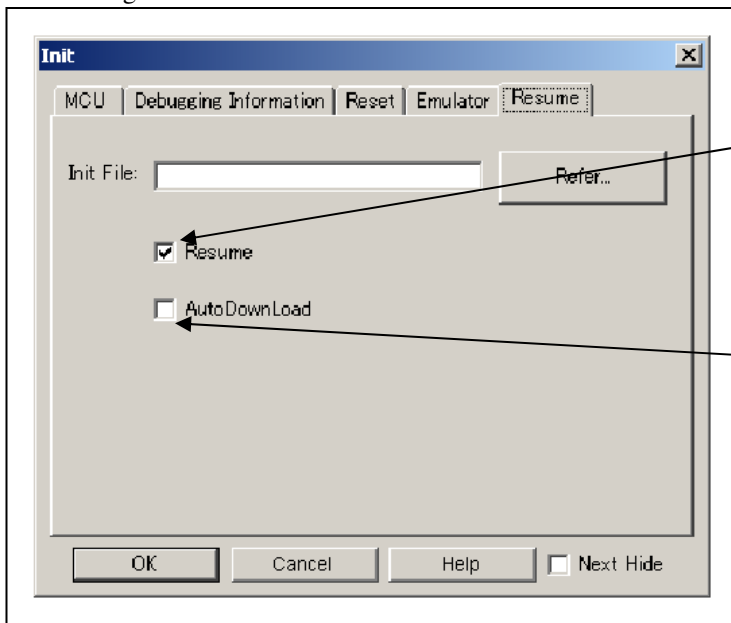 Init
MCU Debugging Information Reset Emulator Resume
Init File: Refer...
Resume
AutoDownLoad
OK Cancel Help Next Hide